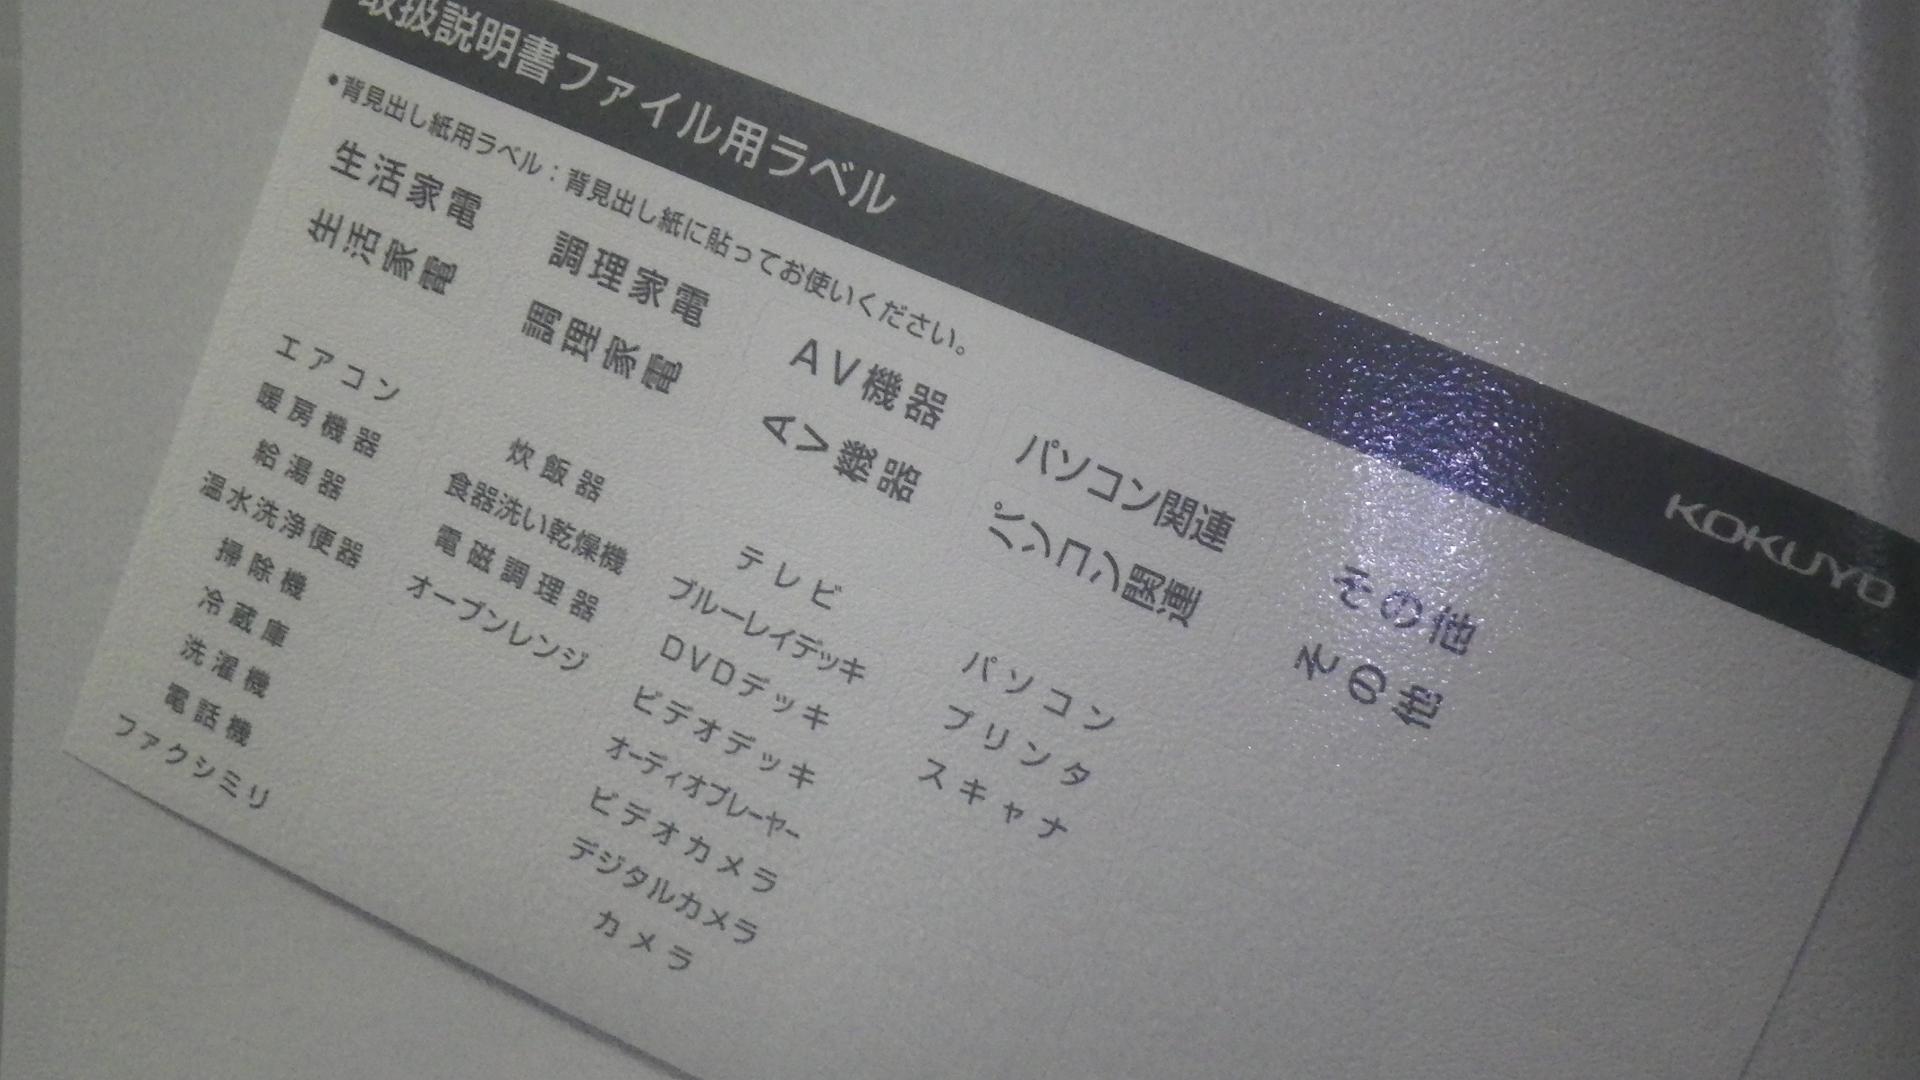 取扱説明書ファイル用ラベル
KOKUYO
•背見出し紙用ラベル：背見出し紙に貼ってお使いください。
生活家電
生活家電
エアコン
暖房機器
給湯器
温水洗浄便器
掃除機
冷蔵庫
洗濯機
電話機
ファクシミリ
調理家電
調理家電
炊飯器
食器洗い乾燥機
電磁調理器
オーブンレンジ
AV機器
AV機器
テレビ
ブルーレイデッキ
DVDデッキ
ビデオデッキ
オーディオプレーヤー
ビデオカメラ
デジタルカメラ
カメラ
パソコン関連
パソコン関連
パソコン
プリンタ
スキャナ
その他
その他